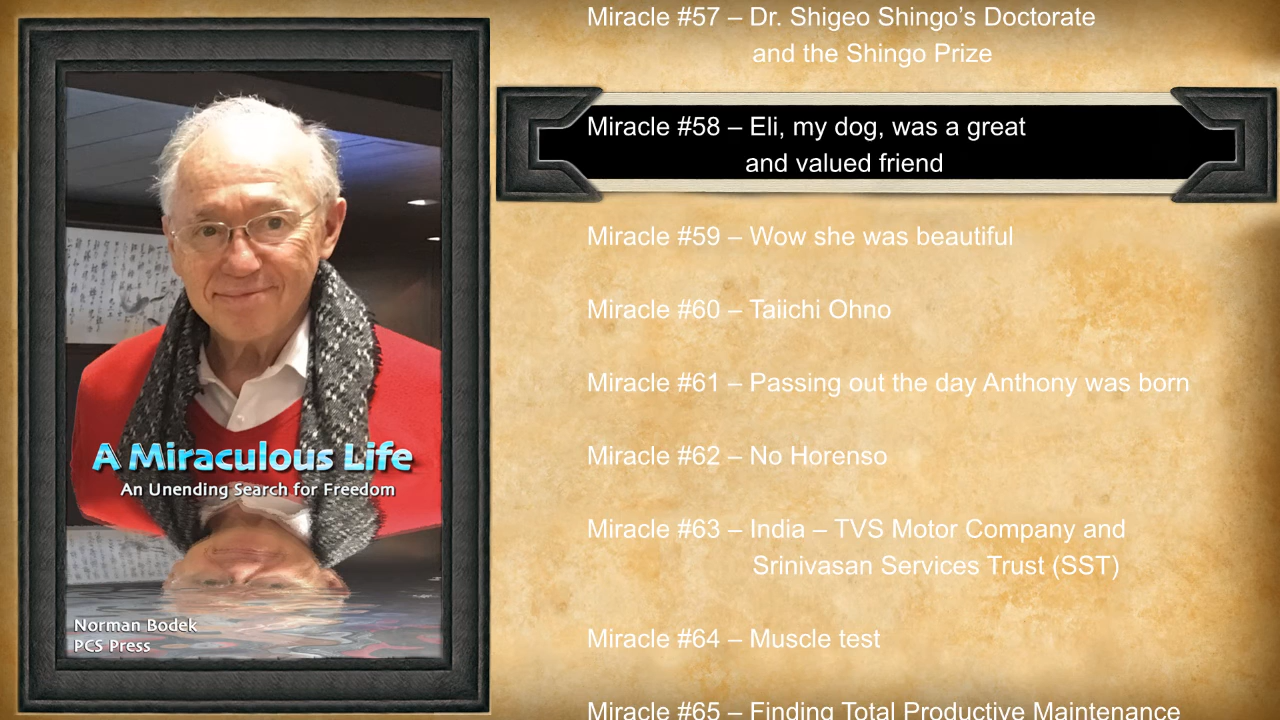 A Miraculous Life
An Unending Search for Freedom
Norman Bodek
PCS Press
Miracle #57 – Dr. Shigeo Shingo’s Doctorate
and the Shingo Prize
Miracle #58 – Eli, my dog, was a great
and valued friend
Miracle #59 – Wow she was beautiful
Miracle #60 – Taiichi Ohno
Miracle #61 – Passing out the day Anthony was born
Miracle #62 – No Horenso
Miracle #63 – India – TVS Motor Company and
Srinivasan Services Trust (SST)
Miracle #64 – Muscle test
Miracle #65 – Finding Total Productive Maintenance